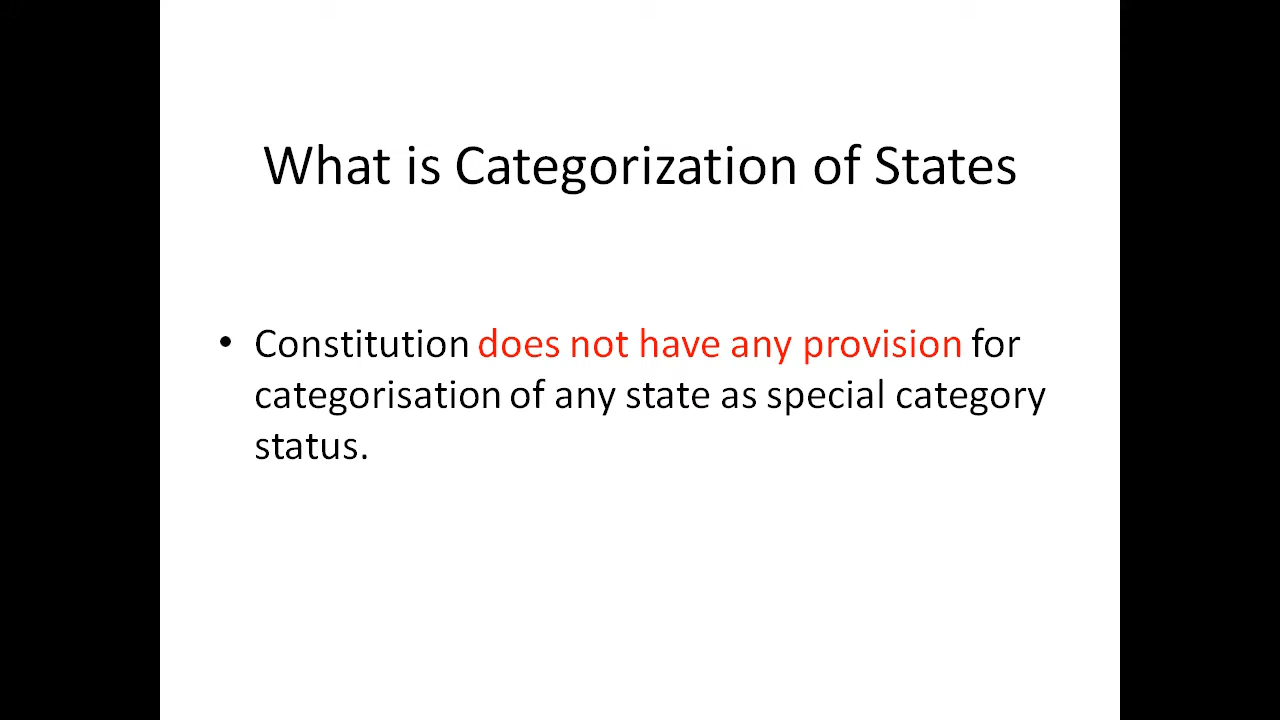 What is Categorization of States
• Constitution does not have any provision for
categorisation of any state as special category
status.